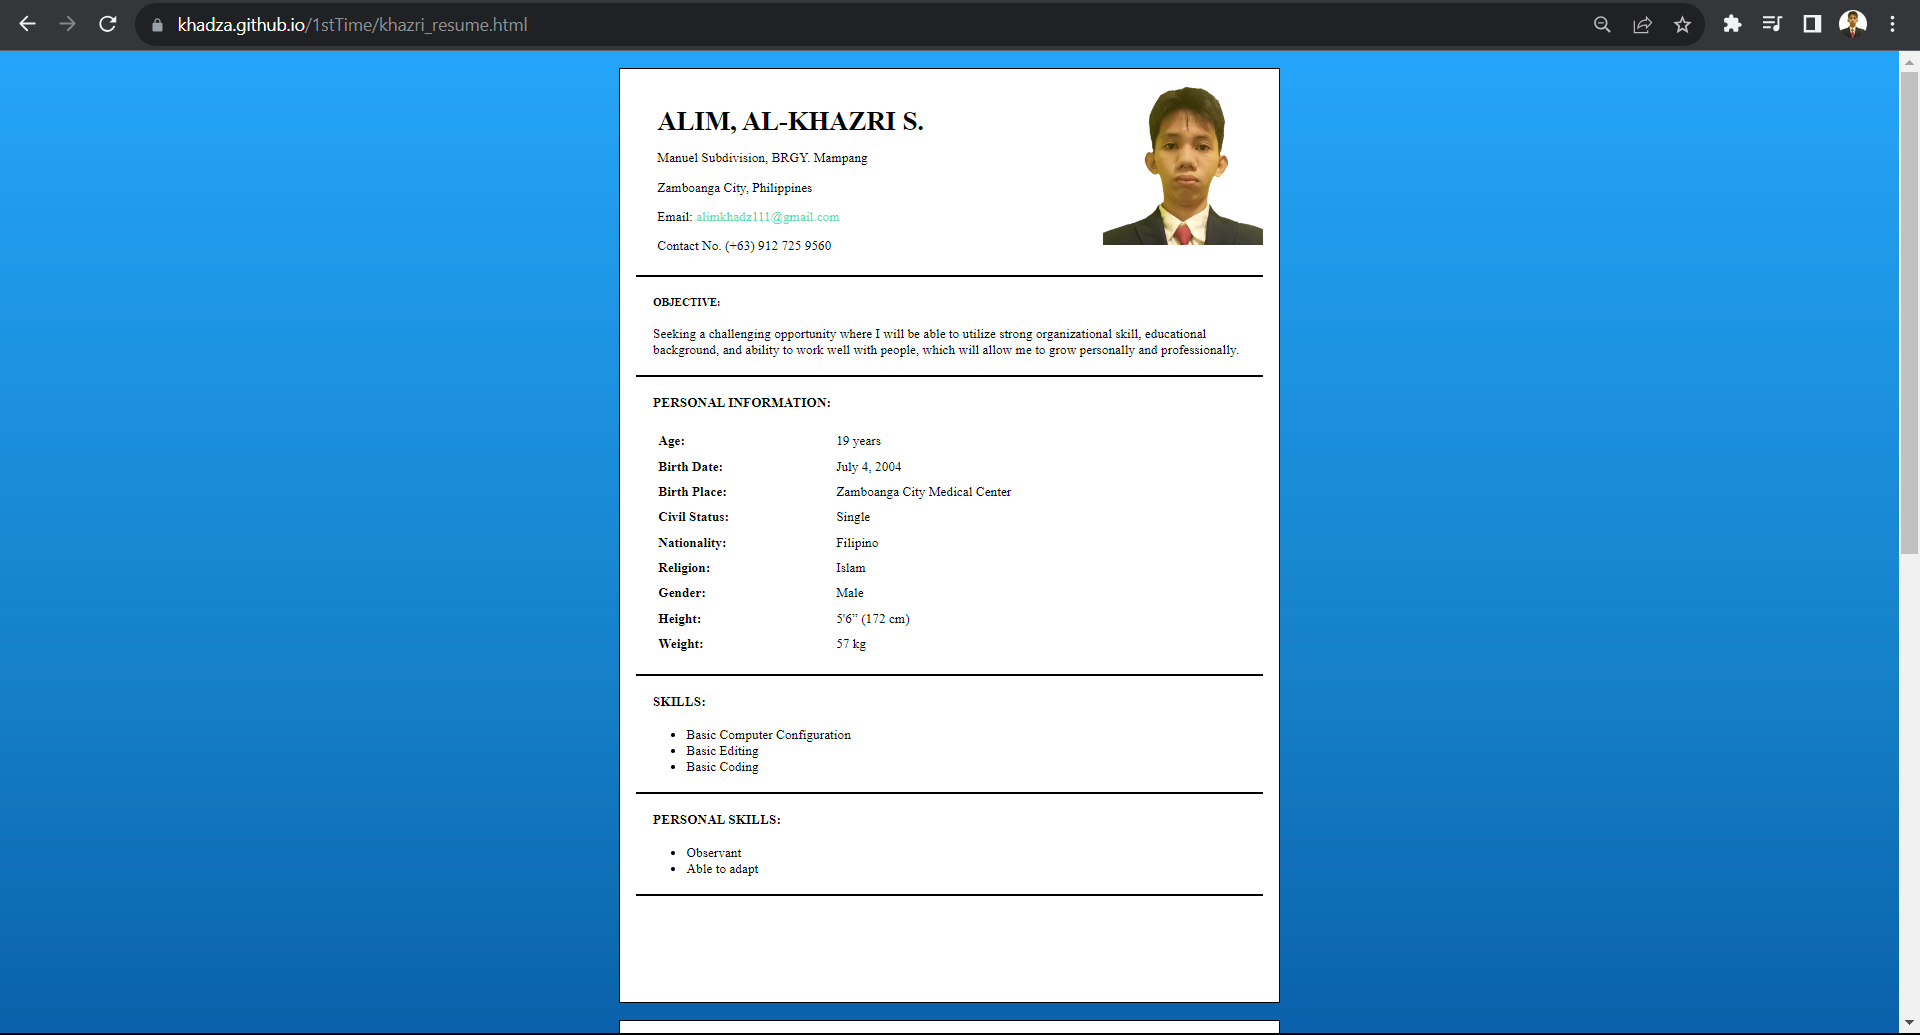 khadza.github.io/1stTime/khazri_resume.html
ALIM, AL-KHAZRI S.
Manuel Subdivision, BRGY. Mampang
Zamboanga City, Philippines
Email: alimkhadz111@gmail.com
Contact No. (+63) 912 725 9560
OBJECTIVE:
Seeking a challenging opportunity where I will be able to utilize strong organizational skill, educational
background, and ability to work well with people, which will allow me to grow personally and professionally.
PERSONAL INFORMATION:
Age: 19 years
Birth Date: July 4, 2004
Birth Place: Zamboanga City Medical Center
Civil Status: Single
Nationality: Filipino
Religion: Islam
Gender: Male
Height: 5'6” (172 cm)
Weight: 57 kg
SKILLS:
• Basic Computer Configuration
• Basic Editing
• Basic Coding
PERSONAL SKILLS:
• Observant
• Able to adapt